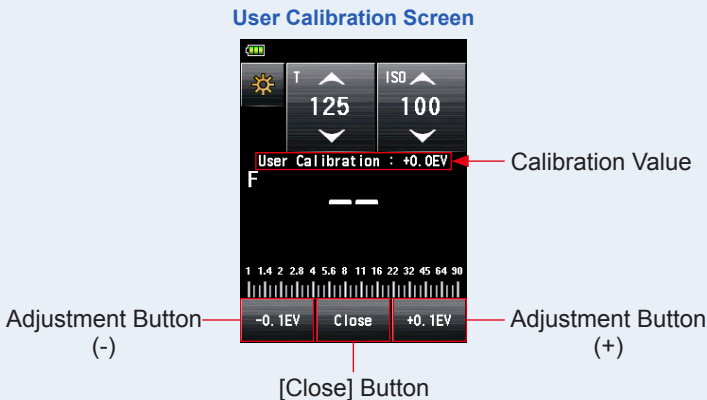 User Calibration Screen
T
ISO
125
100
User Calibration : +0.0EV
Calibration Value
F
--
1 1.4 2 2.8 4 5.6 8 11 16 22 32 45 64 90
Adjustment Button
(-)
-0.1EV
Close
+0.1EV
Adjustment Button
(+)
[Close] Button